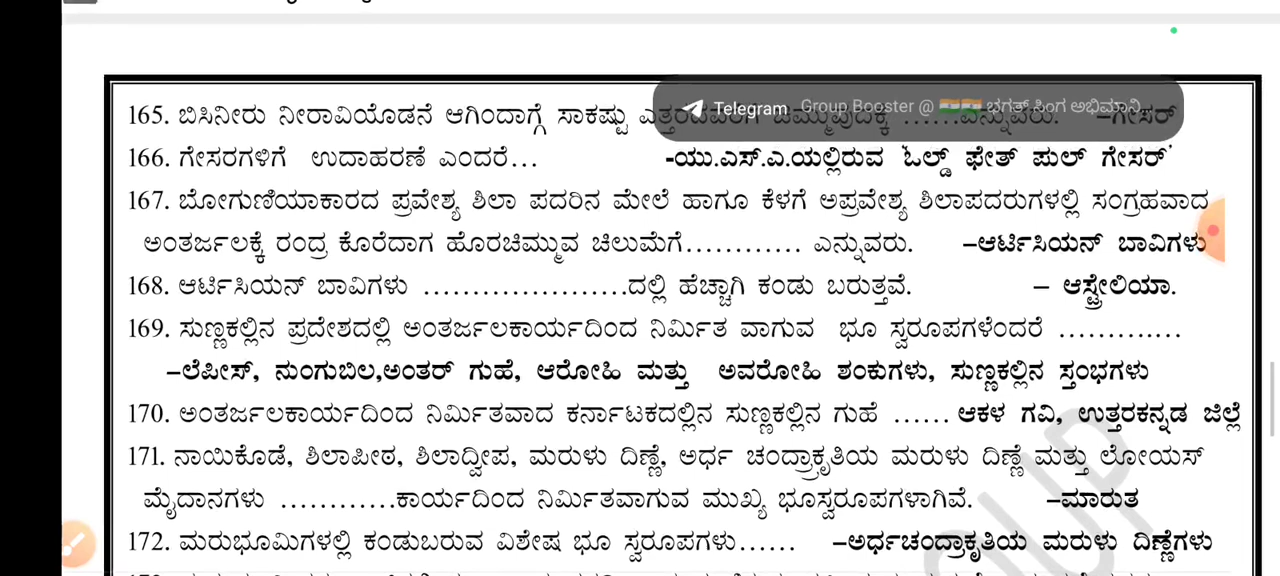 165. ಬಿಸಿನೀರು ನೀರಾವಿಯೊಡನೆ ಆಗಿಂದಾಗ್ಗೆ ಸಾಕಷ್ಟು ......ಎನ್ನುವರು. –ಗೇಸರ್
Telegram Group Booster @ 🇮🇳🇮🇳 ಭಗತ್ ಸಿಂಗ ಅಭಿಮಾನಿ
166. ಗೇಸರಗಳಿಗೆ ಉದಾಹರಣೆ ಎಂದರೆ... -ಯು.ಎಸ್.ಎ.ಯಲ್ಲಿರುವ 'ಓಲ್ಡ್ ಫೇತ್ ಪುಲ್ ಗೇಸರ್'
167. ಬೋಗುಣಿಯಾಕಾರದ ಪ್ರವೇಶ್ಯ ಶಿಲಾ ಪದರಿನ ಮೇಲೆ ಹಾಗೂ ಕೆಳಗೆ ಅಪ್ರವೇಶ್ಯ ಶಿಲಾಪದರುಗಳಲ್ಲಿ ಸಂಗ್ರಹವಾದ
ಅಂತರ್ಜಲಕ್ಕೆ ರಂದ್ರ ಕೊರೆದಾಗ ಹೊರಚಿಮ್ಮುವ ಚಿಲುಮೆಗೆ............ ಎನ್ನುವರು. –ಆರ್ಟಿಸಿಯನ್ ಬಾವಿಗಳು
168. ಆರ್ಟಿಸಿಯನ್ ಬಾವಿಗಳು .....................ದಲ್ಲಿ ಹೆಚ್ಚಾಗಿ ಕಂಡು ಬರುತ್ತವೆ. – ಆಸ್ಟ್ರೇಲಿಯಾ.
169. ಸುಣ್ಣಕಲ್ಲಿನ ಪ್ರದೇಶದಲ್ಲಿ ಅಂತರ್ಜಲಕಾರ್ಯದಿಂದ ನಿರ್ಮಿತ ವಾಗುವ ಭೂ ಸ್ವರೂಪಗಳೆಂದರೆ .............
–ಲೆಪೀಸ್, ನುಂಗುಬಿಲ,ಅಂತರ್ ಗುಹೆ, ಆರೋಹಿ ಮತ್ತು ಅವರೋಹಿ ಶಂಕುಗಳು, ಸುಣ್ಣಕಲ್ಲಿನ ಸ್ತಂಭಗಳು
170. ಅಂತರ್ಜಲಕಾರ್ಯದಿಂದ ನಿರ್ಮಿತವಾದ ಕರ್ನಾಟಕದಲ್ಲಿನ ಸುಣ್ಣಕಲ್ಲಿನ ಗುಹೆ ...... ಆಕಳ ಗವಿ, ಉತ್ತರಕನ್ನಡ ಜಿಲ್ಲೆ
171. ನಾಯಿಕೊಡೆ, ಶಿಲಾಪೀಠ, ಶಿಲಾದ್ವೀಪ, ಮರುಳು ದಿಣ್ಣೆ, ಅರ್ಧ ಚಂದ್ರಾಕೃತಿಯ ಮರುಳು ದಿಣ್ಣೆ ಮತ್ತು ಲೋಯಸ್
ಮೈದಾನಗಳು ............ಕಾರ್ಯದಿಂದ ನಿರ್ಮಿತವಾಗುವ ಮುಖ್ಯ ಭೂಸ್ವರೂಪಗಳಾಗಿವೆ. –ಮಾರುತ
172. ಮರುಭೂಮಿಗಳಲ್ಲಿ ಕಂಡುಬರುವ ವಿಶೇಷ ಭೂ ಸ್ವರೂಪಗಳು...... –ಅರ್ಧಚಂದ್ರಾಕೃತಿಯ ಮರುಳು ದಿಣ್ಣೆಗಳು